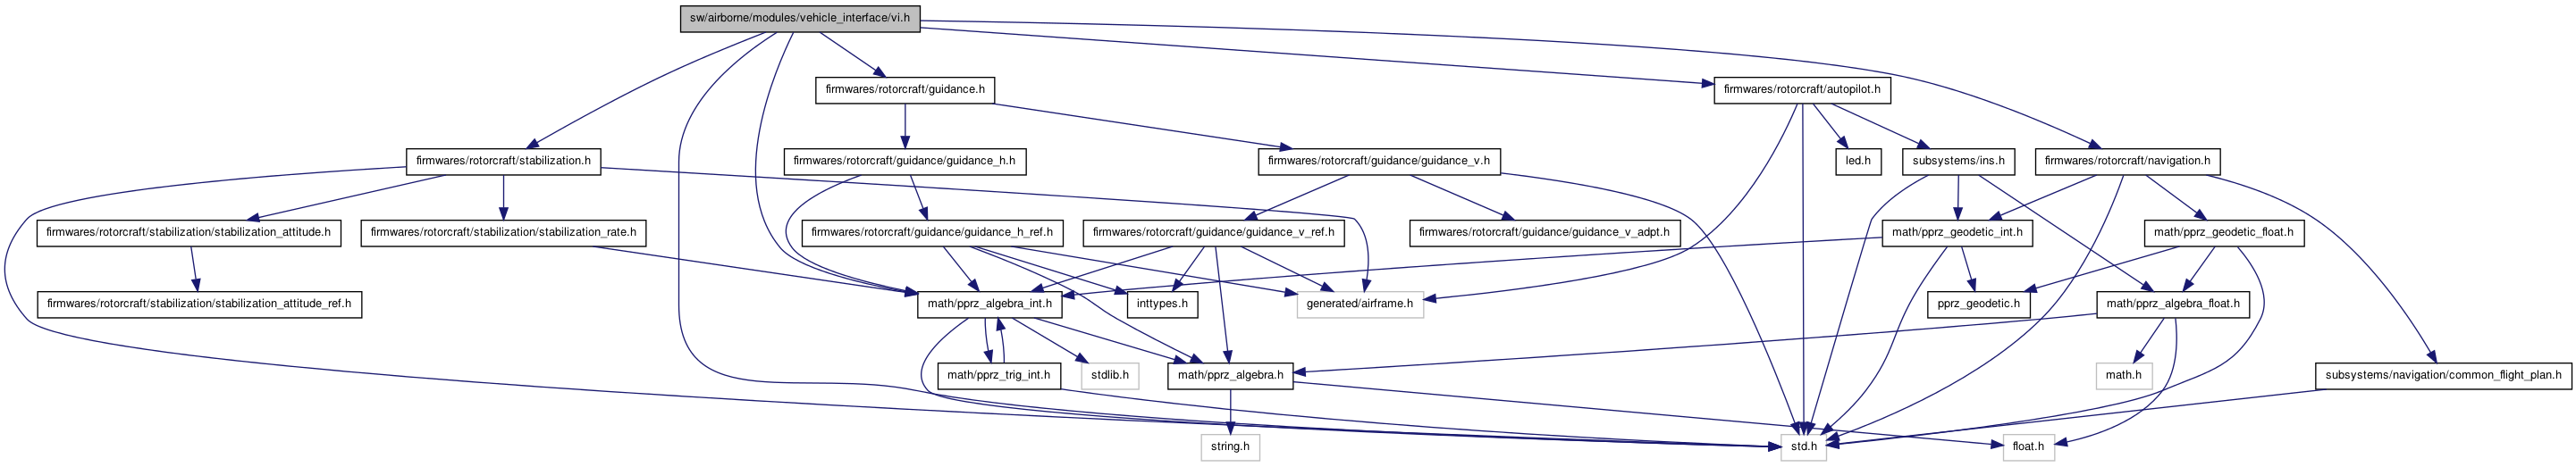 sw/airborne/modules/vehicle_interface/vi.h
firmwares/rotorcraft/guidance.h
firmwares/rotorcraft/autopilot.h
firmwares/rotorcraft/stabilization.h
firmwares/rotorcraft/guidance/guidance_h.h
firmwares/rotorcraft/guidance/guidance_v.h
led.h
subsystems/ins.h
firmwares/rotorcraft/navigation.h
firmwares/rotorcraft/stabilization/stabilization_attitude.h
firmwares/rotorcraft/stabilization/stabilization_rate.h
firmwares/rotorcraft/guidance/guidance_h_ref.h
firmwares/rotorcraft/guidance/guidance_v_ref.h
firmwares/rotorcraft/guidance/guidance_v_adpt.h
math/pprz_geodetic_int.h
math/pprz_geodetic_float.h
firmwares/rotorcraft/stabilization/stabilization_attitude_ref.h
math/pprz_algebra_int.h
inttypes.h
generated/airframe.h
pprz_geodetic.h
math/pprz_algebra_float.h
math/pprz_trig_int.h
stdlib.h
math/pprz_algebra.h
math.h
subsystems/navigation/common_flight_plan.h
string.h
std.h
float.h